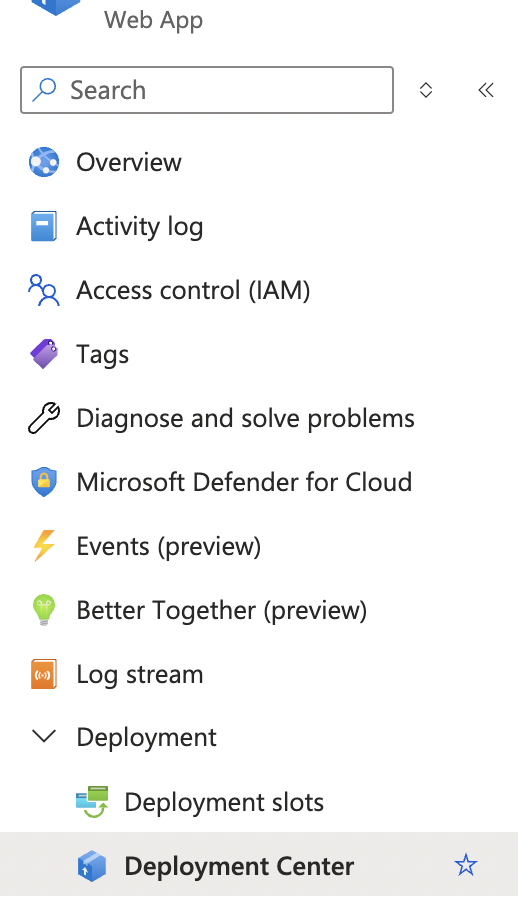 Web App
Search
Overview
Activity log
Access control (IAM)
Tags
Diagnose and solve problems
Microsoft Defender for Cloud
Events (preview)
Better Together (preview)
Log stream
Deployment
Deployment slots
Deployment Center